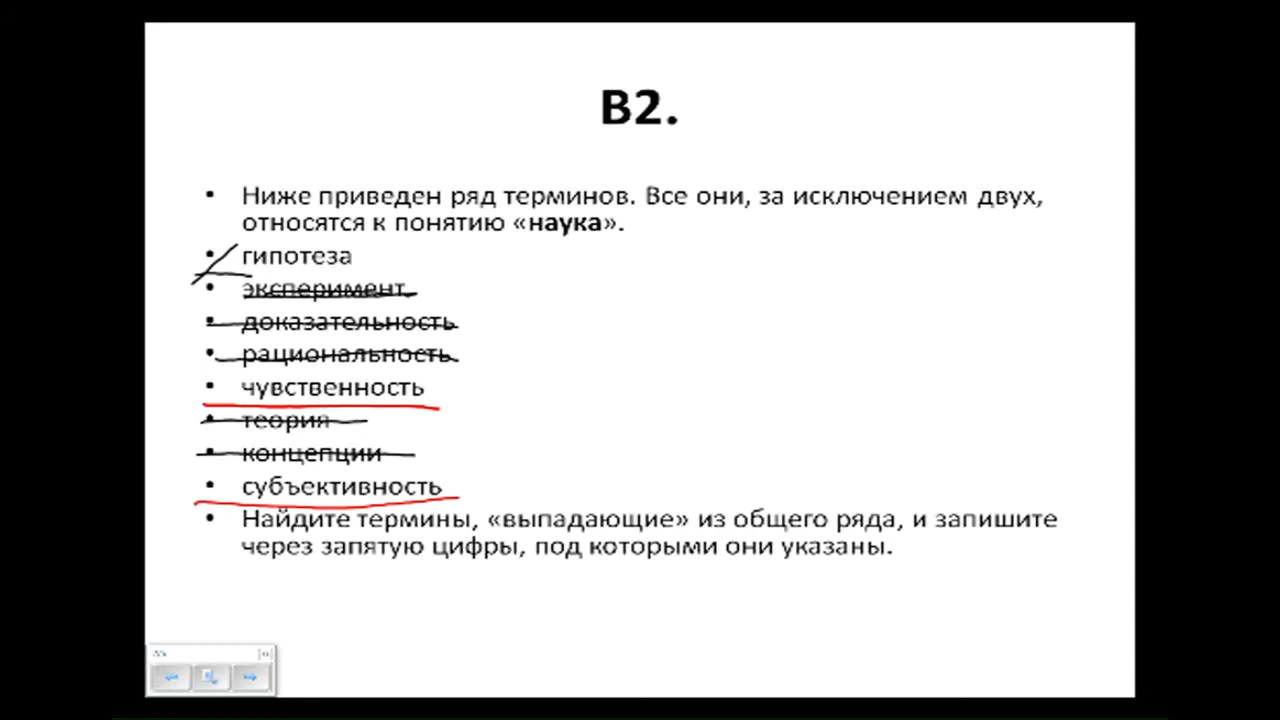 В2.
• Ниже приведен ряд терминов. Все они, за исключением двух,
относятся к понятию «наука».
• гипотеза
• эксперимент
• доказательность
• рациональность
• чувственность
• теория
• концепции
• субъективность
• Найдите термины, «выпадающие» из общего ряда, и запишите
через запятую цифры, под которыми они указаны.